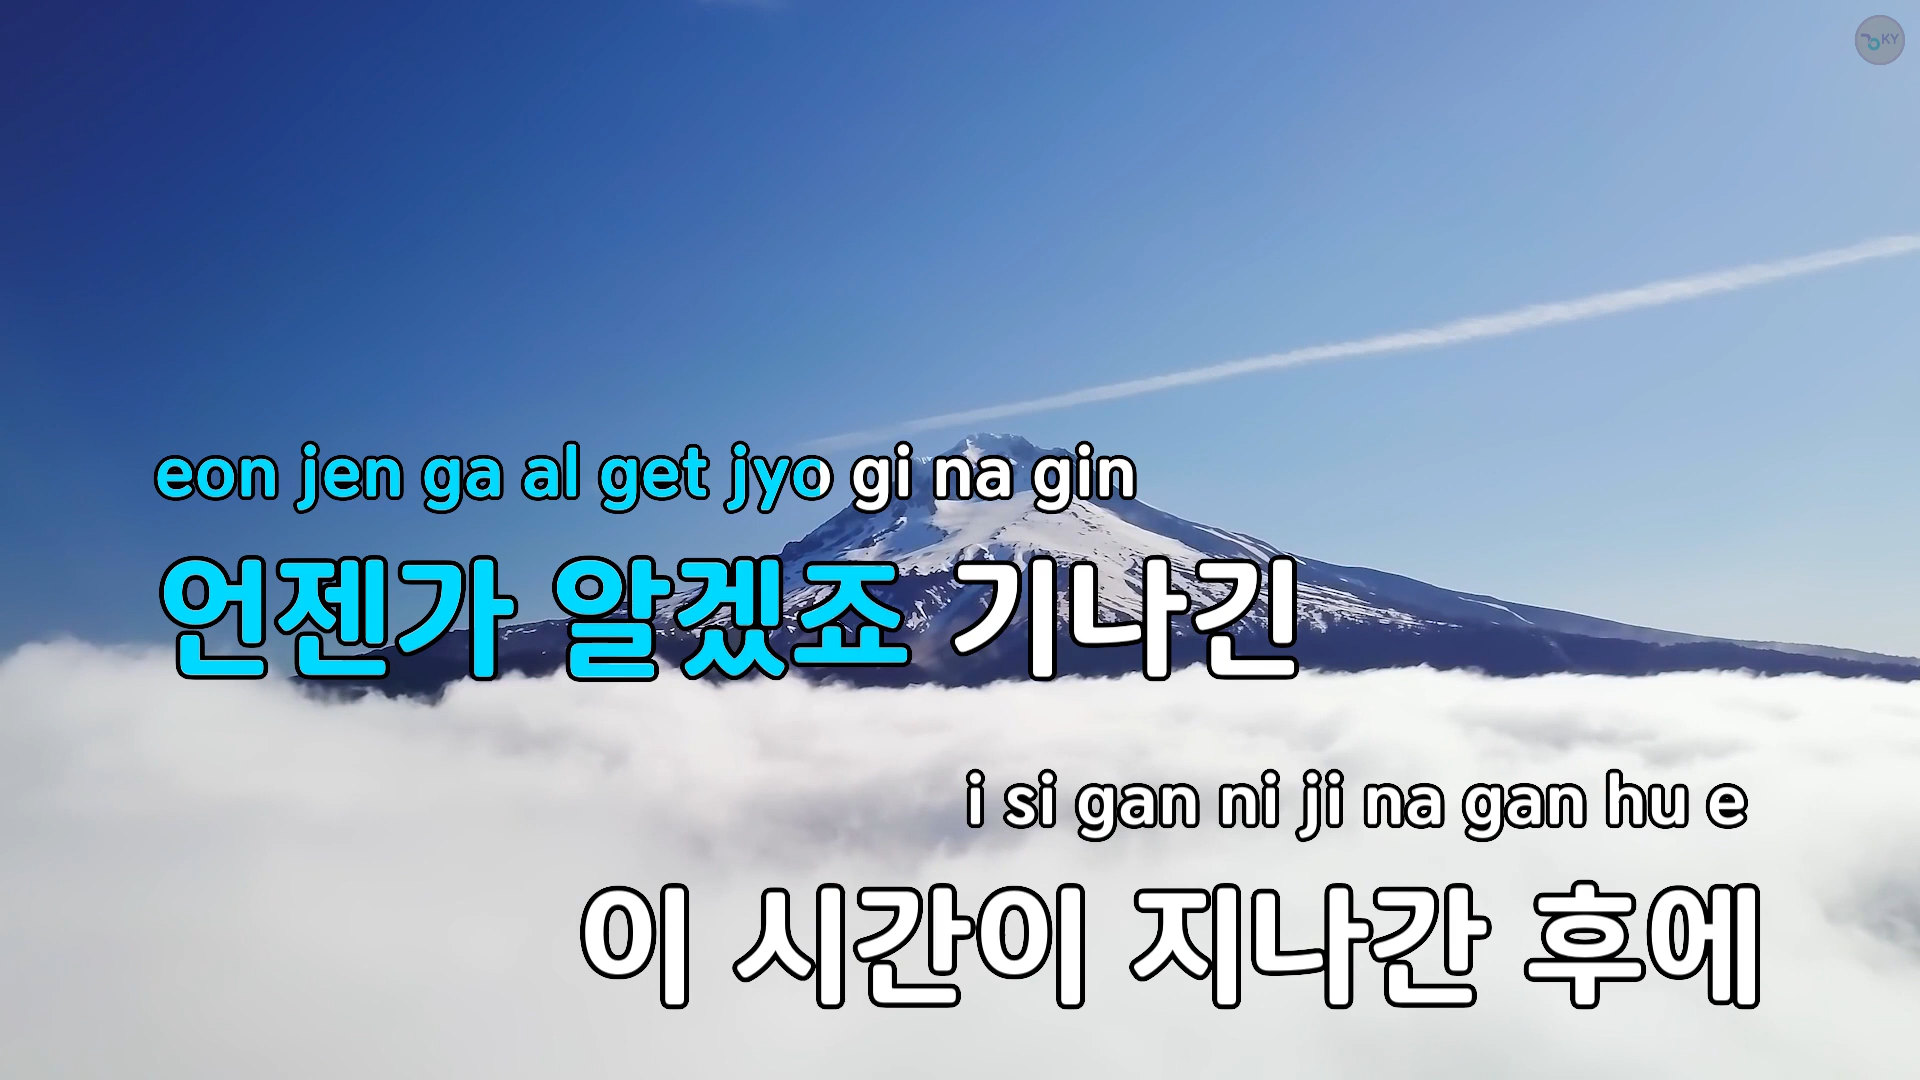 KY
eon jen ga al get jyo gi na gin
언젠가 알겠죠 기나긴
i si gan ni ji na gan hu e
이 시간이 지나간 후에